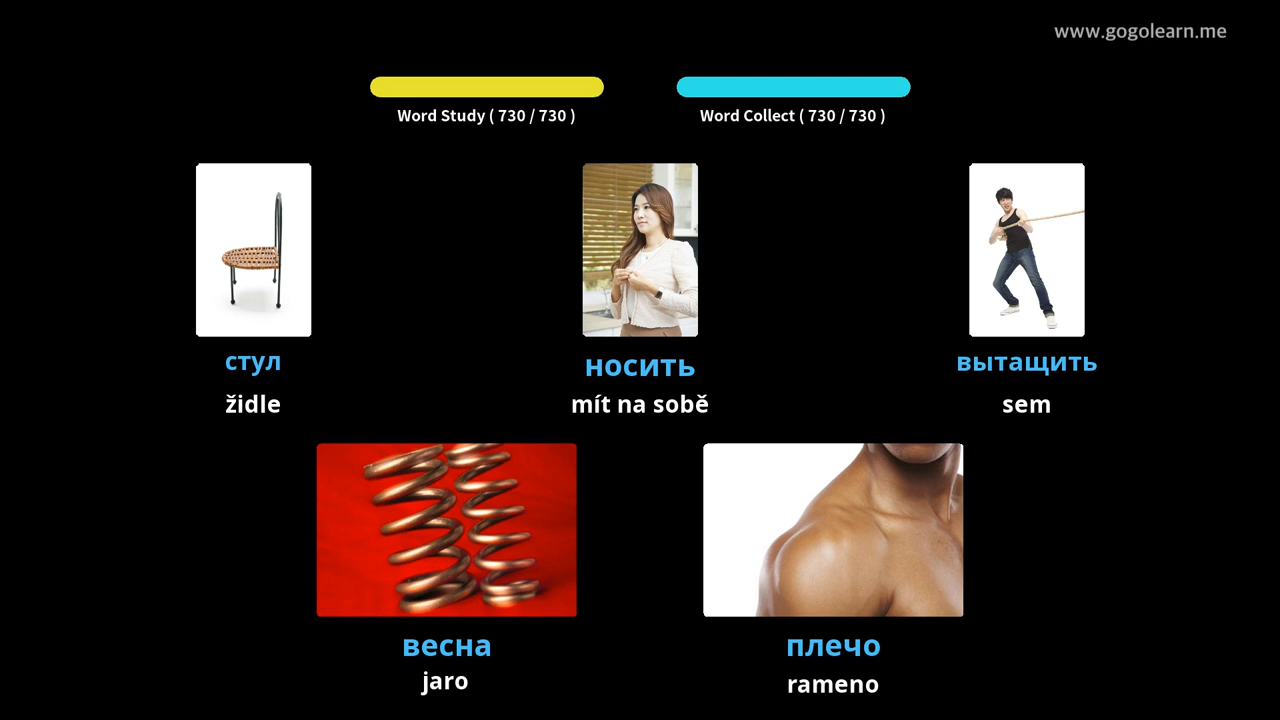 www.gogolearn.me
Word Study ( 730 / 730 )
Word Collect ( 730 / 730 )
стул
носить
вытащить
židle
mít na sobě
sem
весна
плечо
jaro
rameno